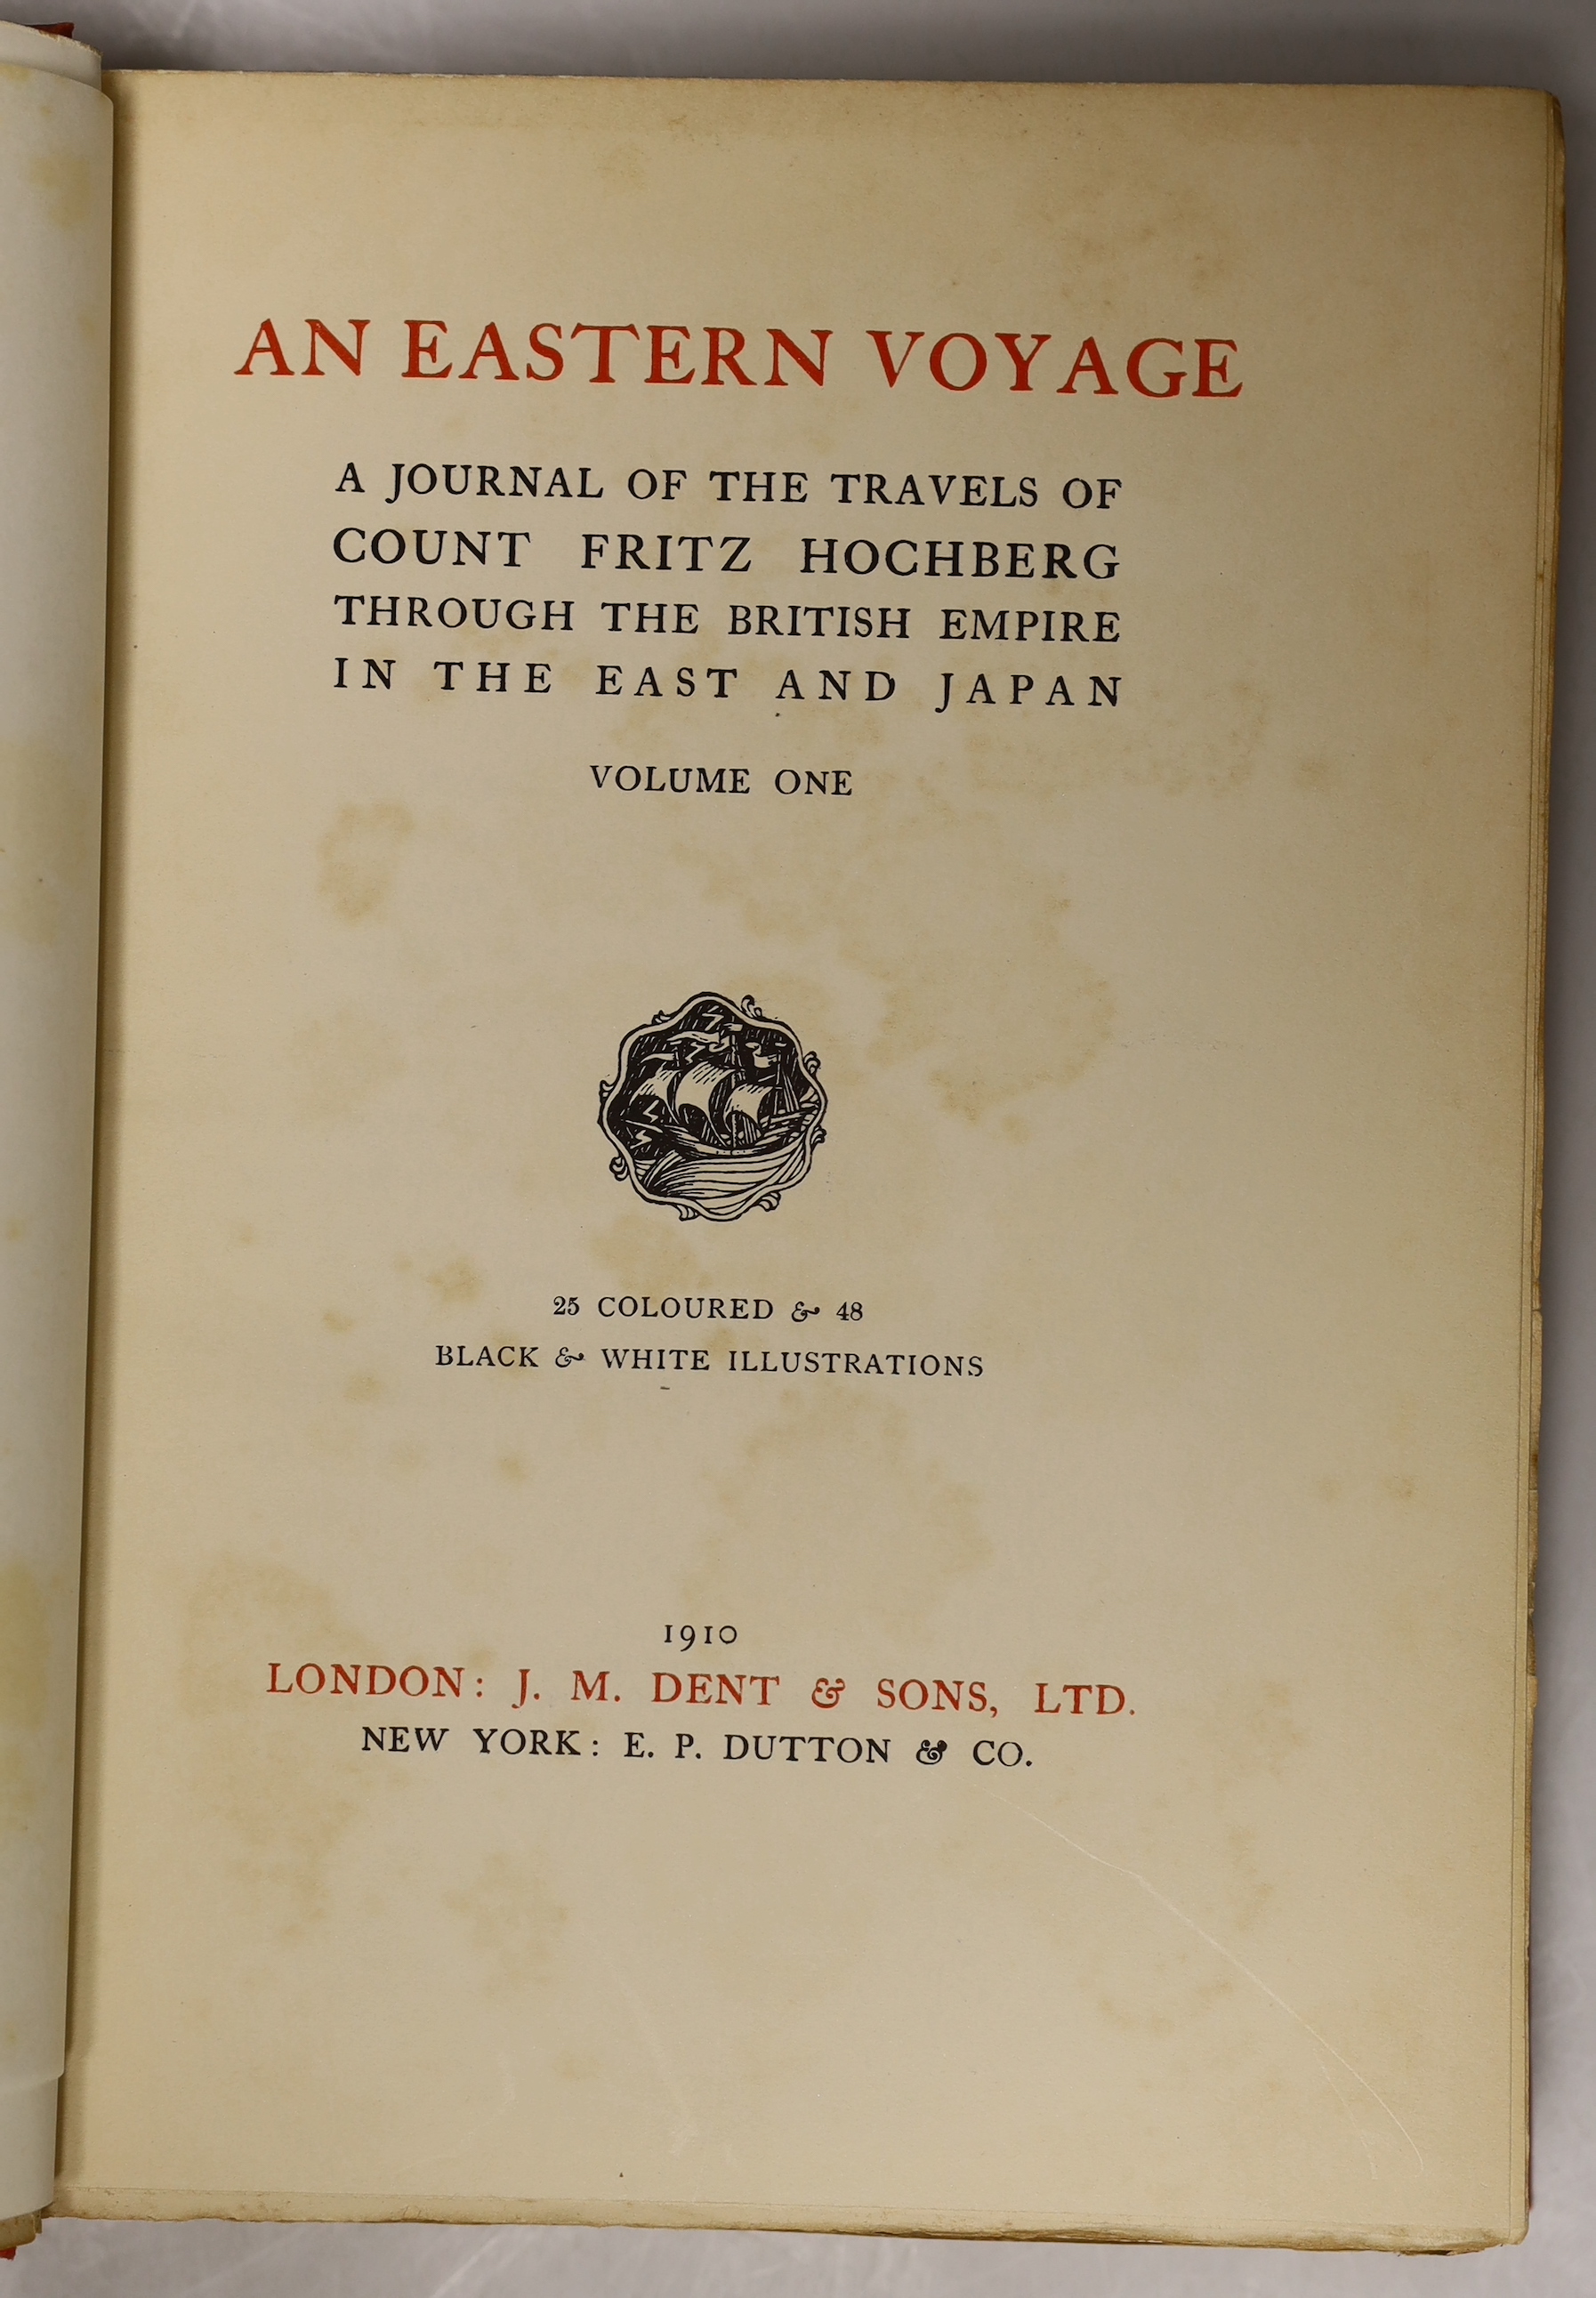 AN EASTERN VOYAGE
A JOURNAL OF THE TRAVELS OF
COUNT FRITZ HOCHBERG
THROUGH THE BRITISH EMPIRE
IN THE EAST AND JAPAN
VOLUME ONE
25 COLOURED & 48
BLACK & WHITE ILLUSTRATIONS
1910
LONDON: J. M. DENT & SONS, LTD.
NEW YORK: E. P. DUTTON & CO.